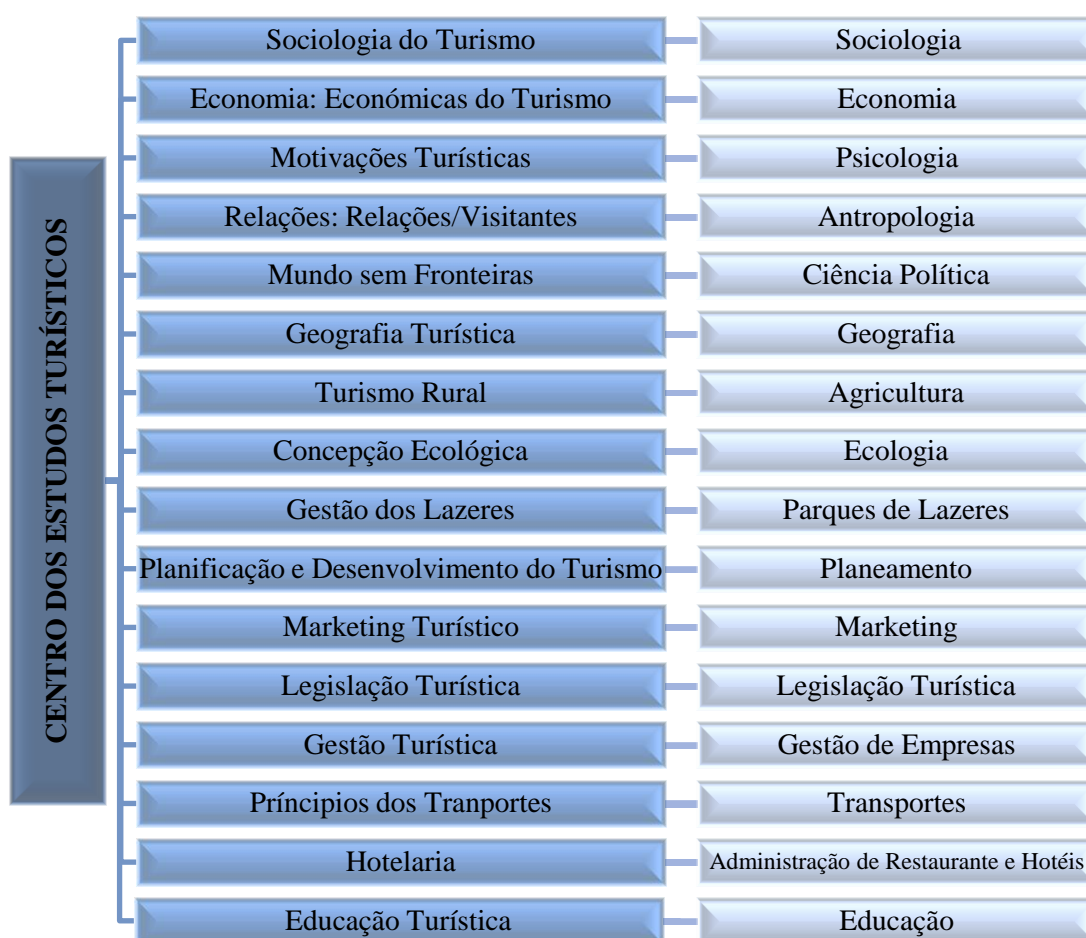 CENTRO DOS ESTUDOS TURÍSTICOS
Sociologia do Turismo
Sociologia
Economia: Económicas do Turismo
Economia
Motivações Turísticas
Psicologia
Relações: Relações/Visitantes
Antropologia
Mundo sem Fronteiras
Ciência Política
Geografia Turística
Geografia
Turismo Rural
Agricultura
Concepção Ecológica
Ecologia
Gestão dos Lazeres
Parques de Lazeres
Planificação e Desenvolvimento do Turismo
Planeamento
Marketing Turístico
Marketing
Legislação Turística
Legislação Turística
Gestão Turística
Gestão de Empresas
Príncipios dos Tranportes
Transportes
Hotelaria
Administração de Restaurante e Hotéis
Educação Turística
Educação